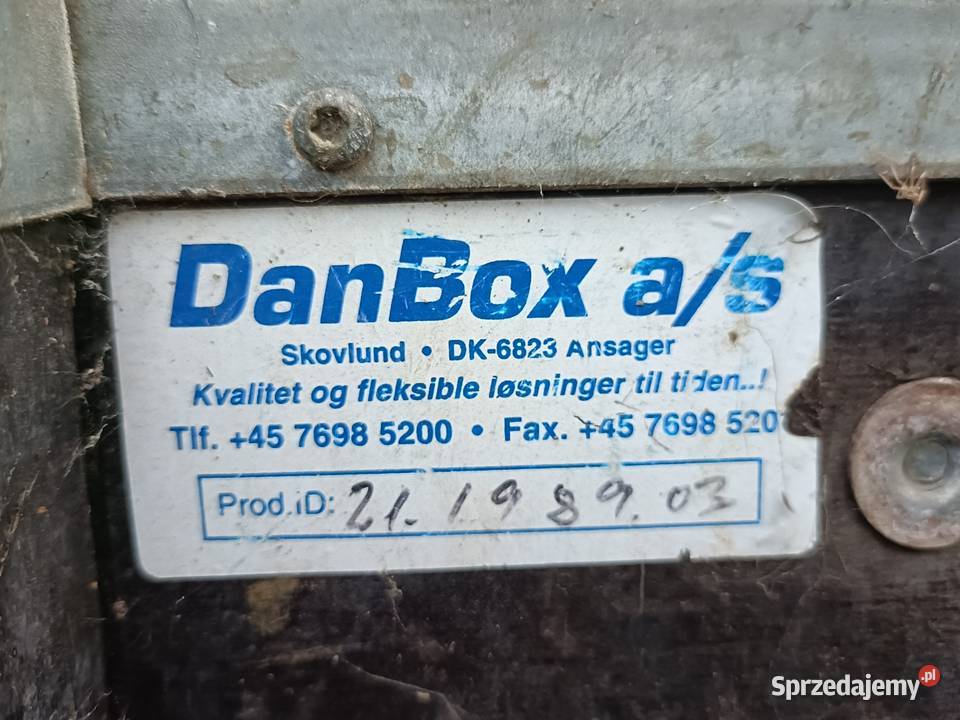 DanBox a/s
Skovlund • DK-6823 Ansager
Kvalitet og fleksible løsninger til tiden..!
Tlf. +45 7698 5200 • Fax. +45 7698 520
Prod.iD: 21.1989.03
Sprzedajemy.pl